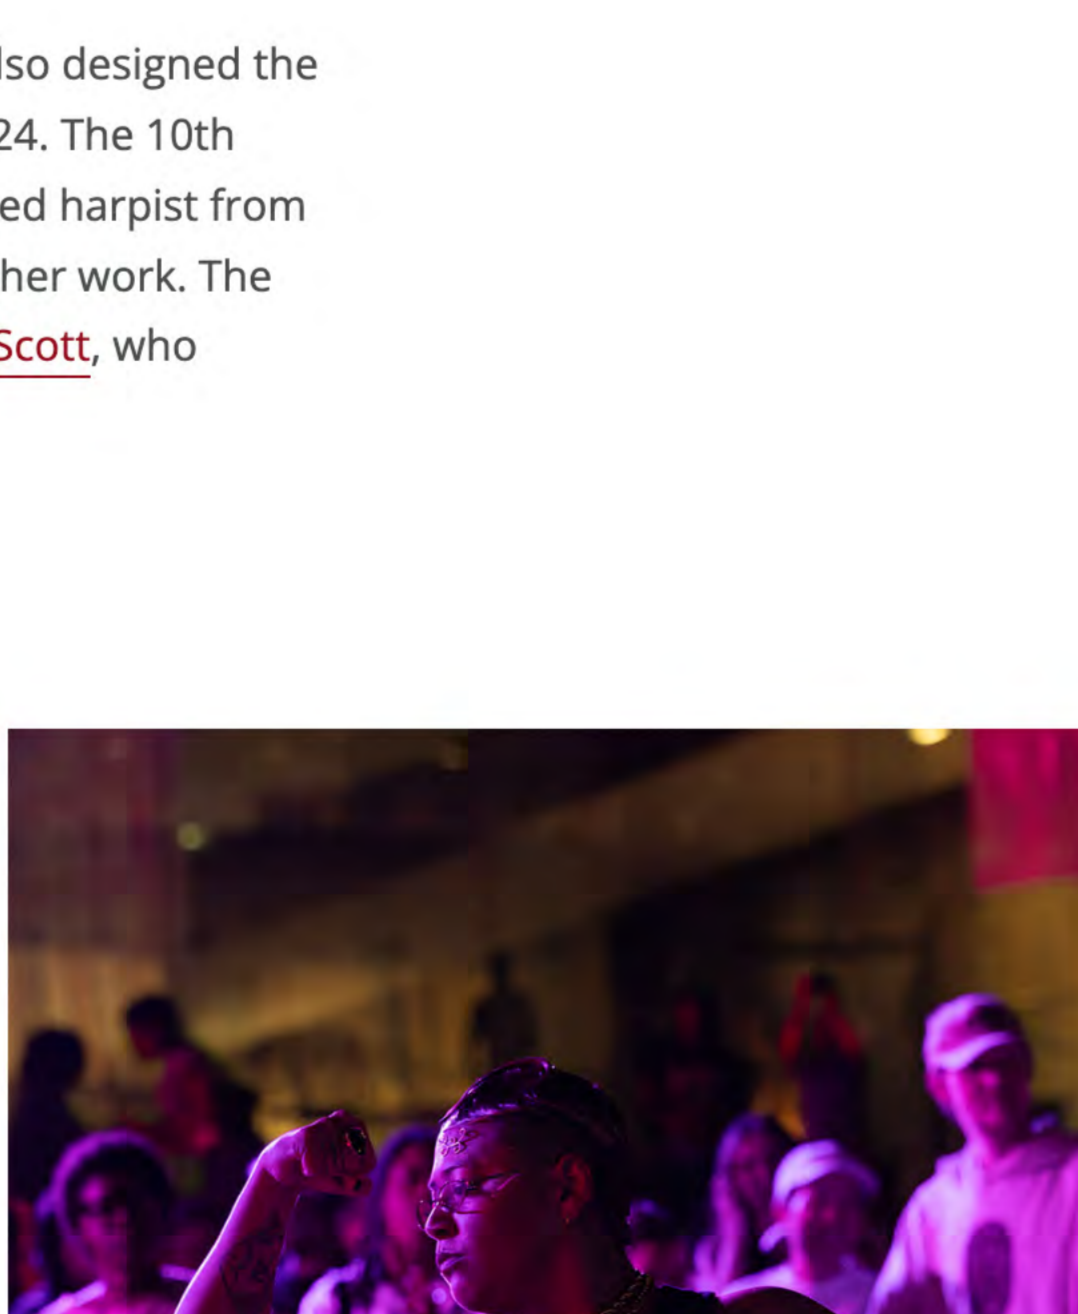 lso designed the
24. The 10th
ed harpist from
her work. The
Scott, who